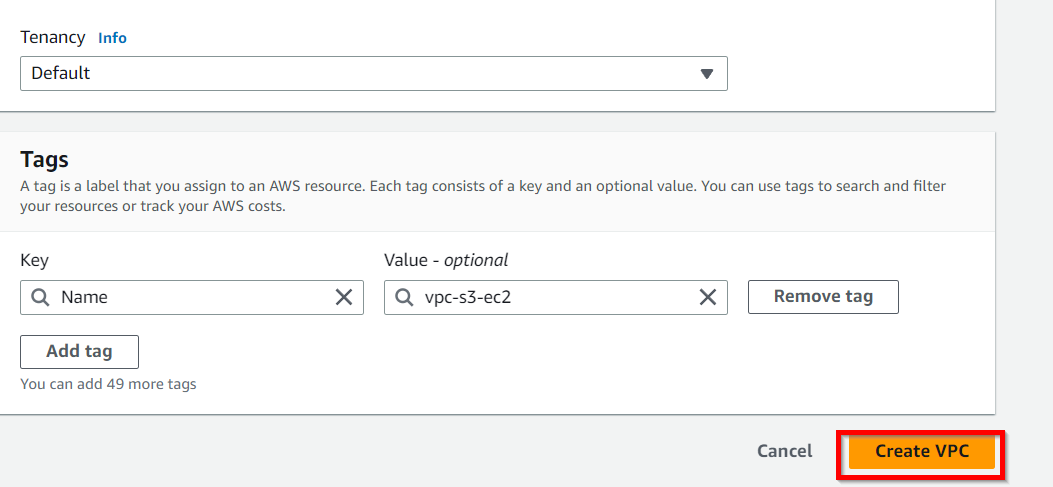 Tenancy Info
Default
Tags
A tag is a label that you assign to an AWS resource. Each tag consists of a key and an optional value. You can use tags to search and filter
your resources or track your AWS costs.
Key Value - optional
Name vpc-s3-ec2 Remove tag
Add tag
You can add 49 more tags
Cancel Create VPC